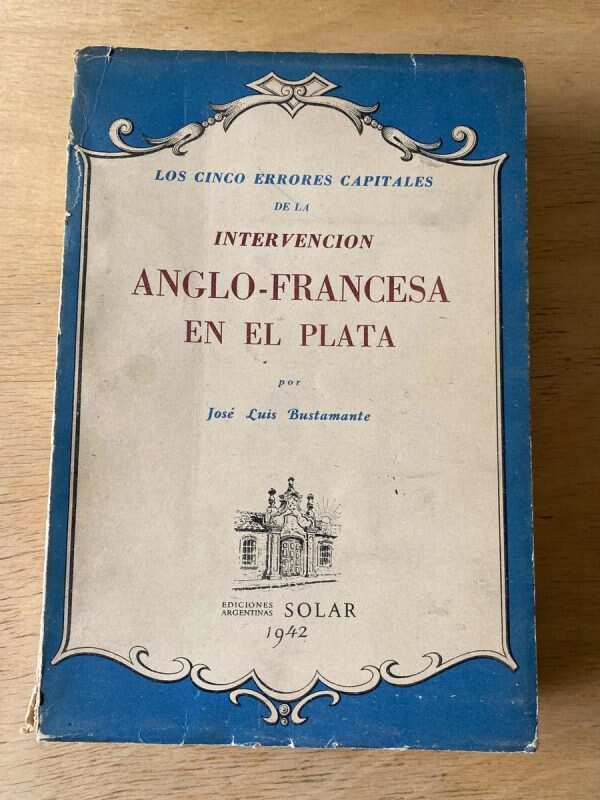 LOS CINCO ERRORES CAPITALES
DE LA
INTERVENCION
ANGLO-FRANCESA
EN EL PLATA
por
José Luis Bustamante
EDICIONES
ARGENTINAS SOLAR
1942